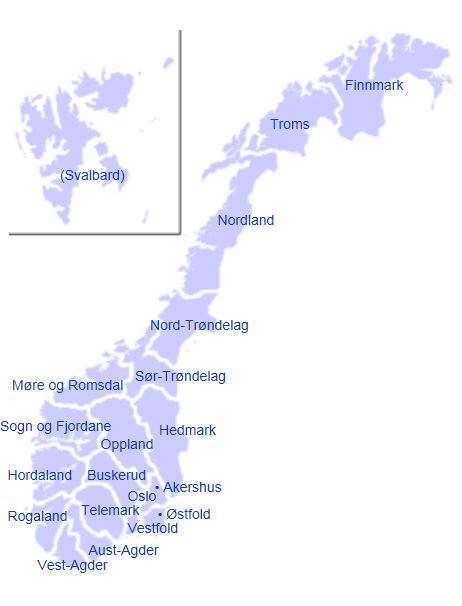 Finnmark
Troms
(Svalbard)
Nordland
Nord-Trøndelag
Sør-Trøndelag
Møre og Romsdal
Sogn og Fjordane
Hedmark
Oppland
Hordaland
Buskerud
• Akershus
Oslo
Telemark
Rogaland
• Østfold
Vestfold
Aust-Agder
Vest-Agder